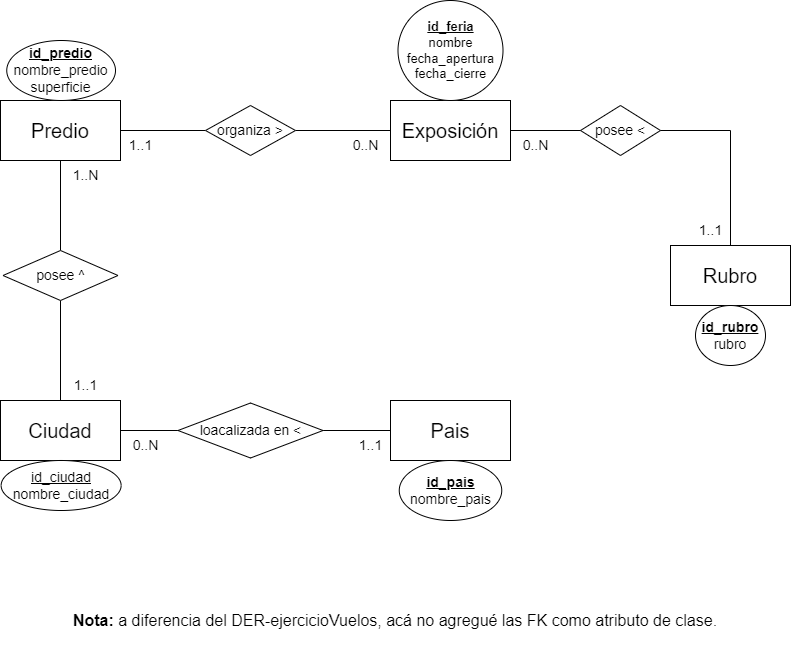 id_feria
nombre
fecha_apertura
fecha_cierre
id_predio
nombre_predio
superficie
Predio
organiza >
Exposición
posee <
1..1
0..N
0..N
1..N
1..1
posee ^
Rubro
id_rubro
rubro
1..1
Ciudad
loacalizada en <
Pais
0..N
1..1
id_ciudad
nombre_ciudad
id_pais
nombre_pais
Nota: a diferencia del DER-ejercicioVuelos, acá no agregué las FK como atributo de clase.